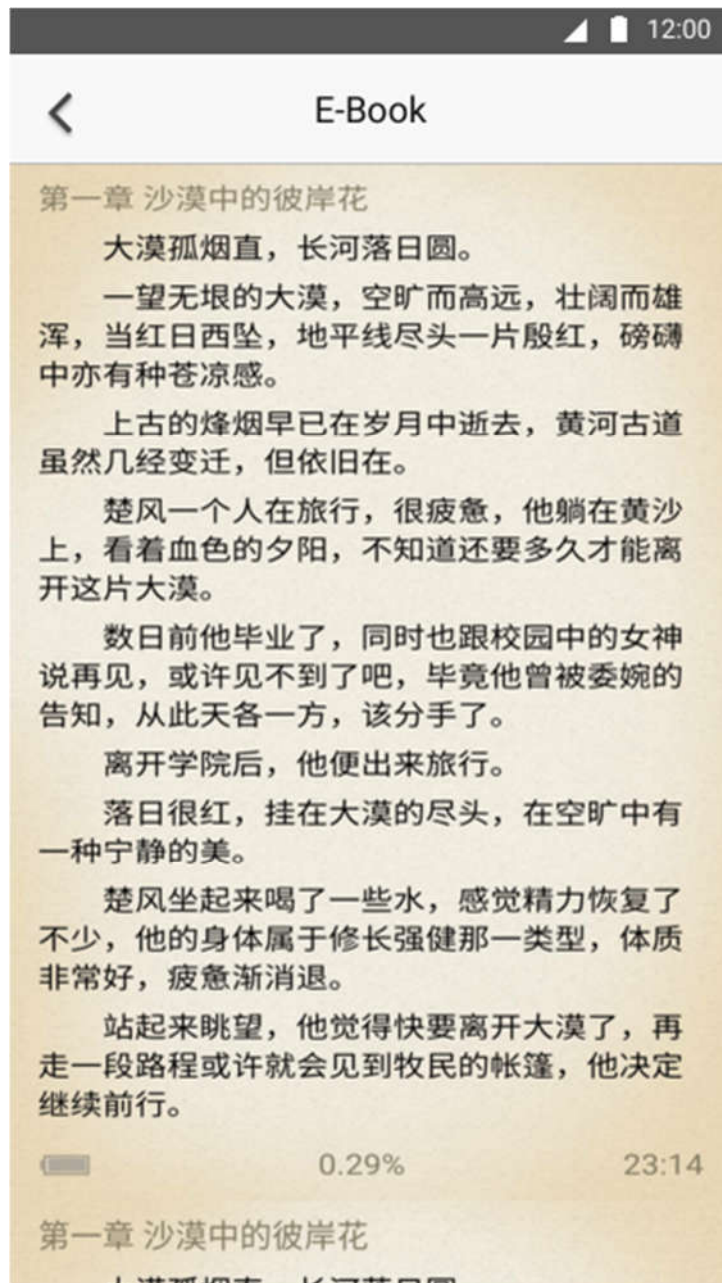 12:00
E-Book
第一章 沙漠中的彼岸花
大漠孤烟直，长河落日圆。
一望无垠的大漠，空旷而高远，壮阔而雄
浑，当红日西坠，地平线尽头一片殷红，磅礴
中亦有种苍凉感。
上古的烽烟早已在岁月中逝去，黄河古道
虽然几经变迁，但依旧在。
楚风一个人在旅行，很疲惫，他躺在黄沙
上，看着血色的夕阳，不知道还要多久才能离
开这片大漠。
数日前他毕业了，同时也跟校园中的女神
说再见，或许见不到了吧，毕竟他曾被委婉的
告知，从此天各一方，该分手了。
离开学院后，他便出来旅行。
落日很红，挂在大漠的尽头，在空旷中有
一种宁静的美。
楚风坐起来喝了一些水，感觉精力恢复了
不少，他的身体属于修长强健那一类型，体质
非常好，疲惫渐消退。
站起来眺望，他觉得快要离开大漠了，再
走一段路程或许就会见到牧民的帐篷，他决定
继续前行。
0.29%
23:14
第一章 沙漠中的彼岸花
大漠孤烟直，长河落日圆。